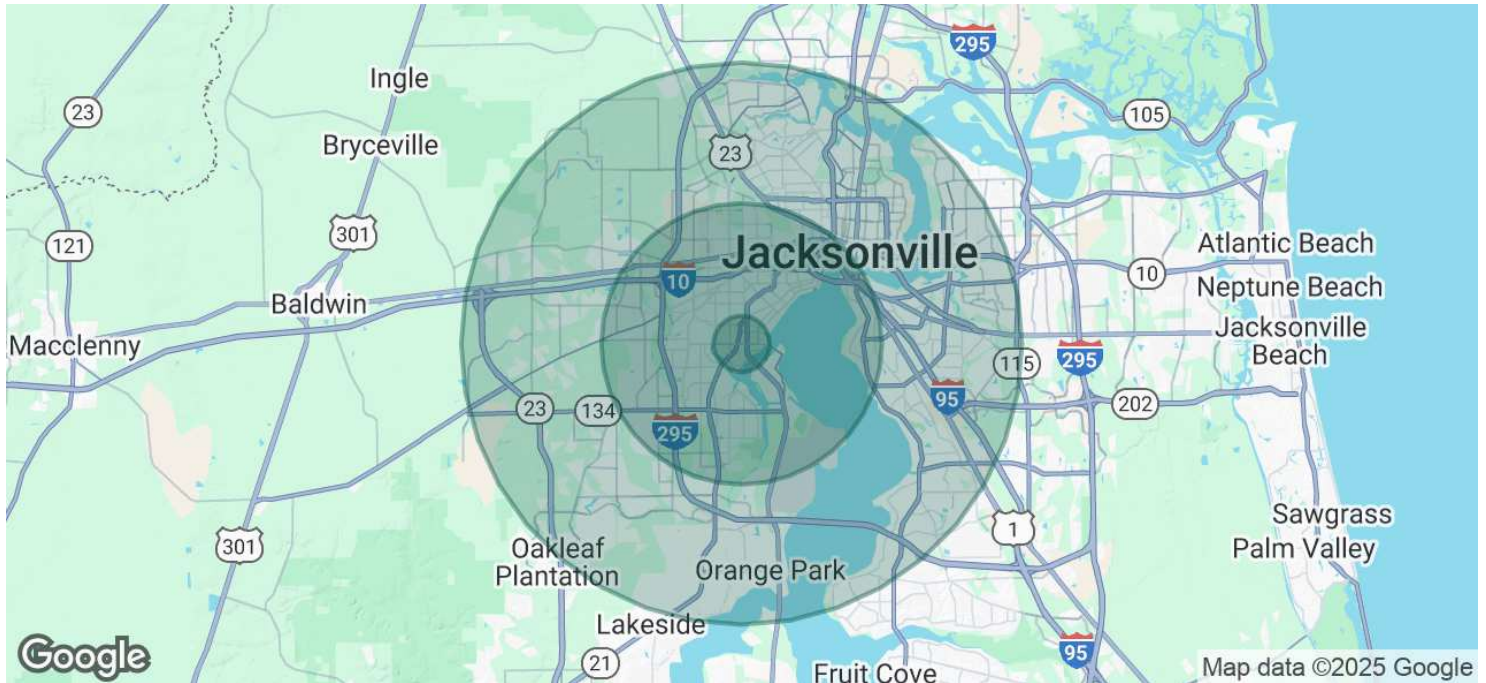 295
Ingle
23
105
Bryceville
23
301
121
Jacksonville
Atlantic Beach
10
10
Neptune Beach
Baldwin
Jacksonville
Beach
Macclenny
115
295
95
202
23
134
295
Sawgrass
1
301
Palm Valley
Oakleaf
Plantation
Orange Park
Lakeside
95
21
Fruit Cove
Google
Map data ©2025 Google